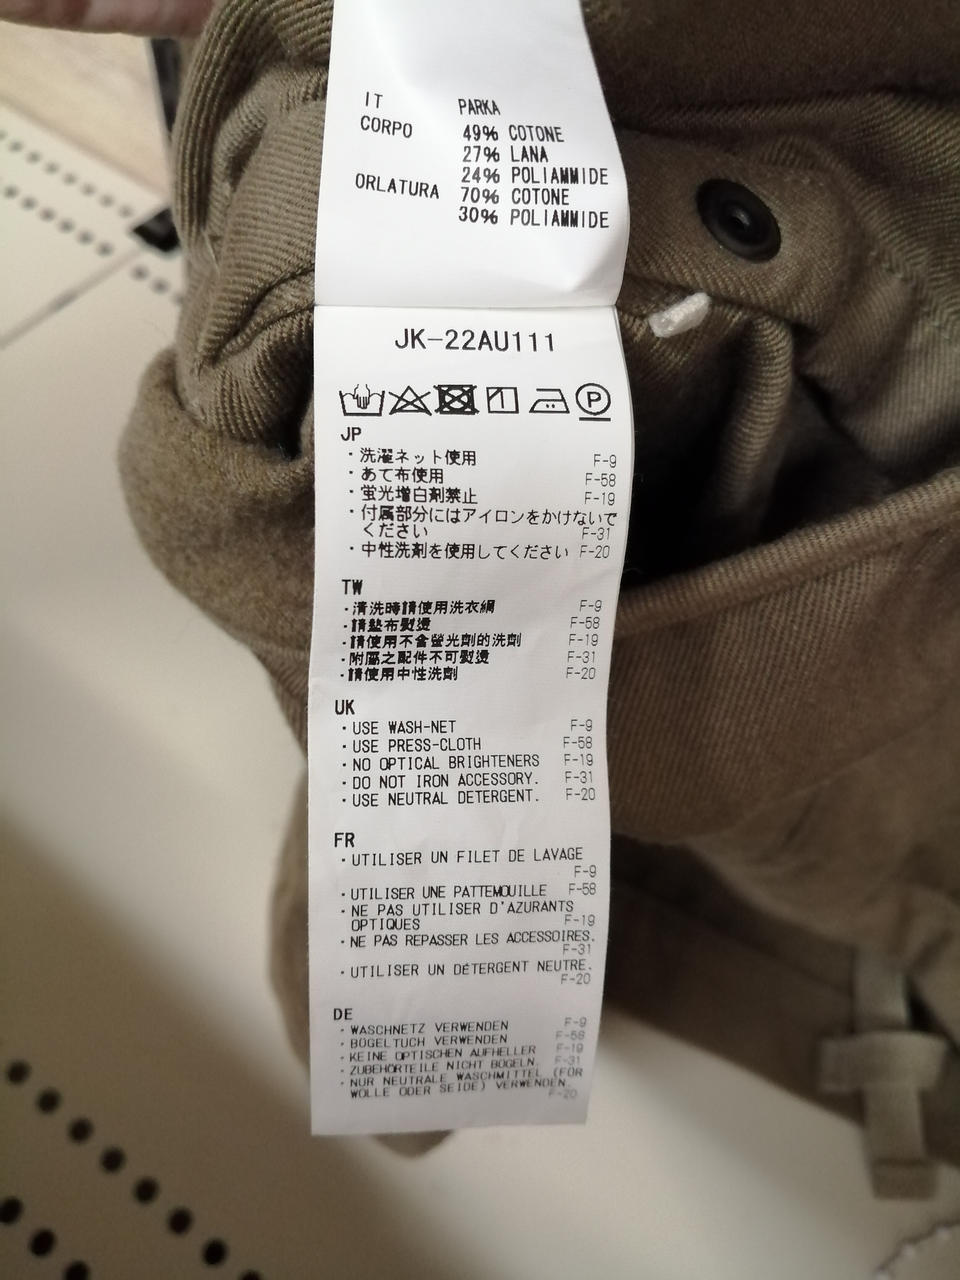 IT PARKA
CORPO 49% COTONE
27% LANA
24% POLIAMMIDE
ORLATURA 70% COTONE
30% POLIAMMIDE
JK-22AU111
P
JP
・洗濯ネット使用 F-9
・あて布使用 F-58
・蛍光増白剤禁止 F-19
・付属部分にはアイロンをかけないで
ください F-31
・中性洗剤を使用してください F-20
TW
・清洗時請使用洗衣網 F-9
・請墊布熨燙 F-58
・請使用不含螢光劑的洗劑 F-19
・附屬之配件不可熨燙 F-31
・請使用中性洗劑 F-20
UK
・USE WASH-NET F-9
・USE PRESS-CLOTH F-58
・NO OPTICAL BRIGHTENERS F-19
・DO NOT IRON ACCESSORY. F-31
・USE NEUTRAL DETERGENT. F-20
FR
・UTILISER UN FILET DE LAVAGE
F-9
・UTILISER UNE PATTEMOUILLE F-58
・NE PAS UTILISER D'AZURANTS
OPTIQUES F-19
・NE PAS REPASSER LES ACCESSOIRES.
F-31
・UTILISER UN DÉTERGENT NEUTRE.
F-20
DE
・WASCHNETZ VERWENDEN F-9
・BÜGELTUCH VERWENDEN F-58
・KEINE OPTISCHEN AUFHELLER F-19
・ZUBEHÖRTEILE NICHT BÜGELN. F-31
・NUR NEUTRALE WASCHMITTEL (FÜR
WOLLE ODER SEIDE) VERWENDEN.
F-20